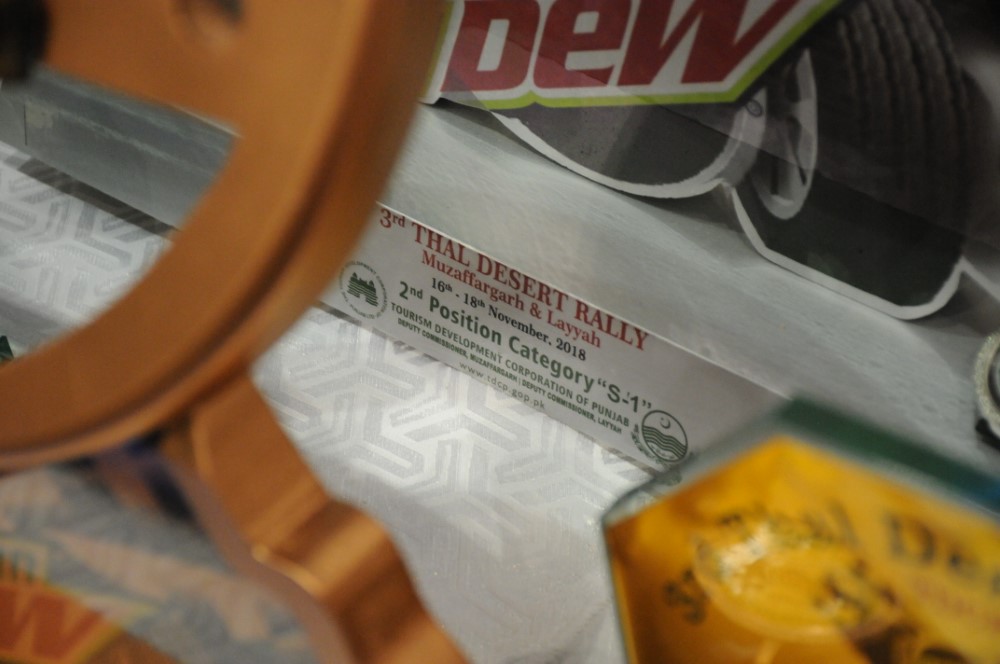 DEW
3rd THAL DESERT RALLY
Muzaffargarh & Layyah
16th - 18th November, 2018
2nd Position Category "S-1"
TOURISM DEVELOPMENT CORPORATION OF PUNJAB &
DEPUTY COMMISSIONER, MUZAFFARGARH | DEPUTY COMMISSIONER, LAYYAH
www.tdcp.gop.pk